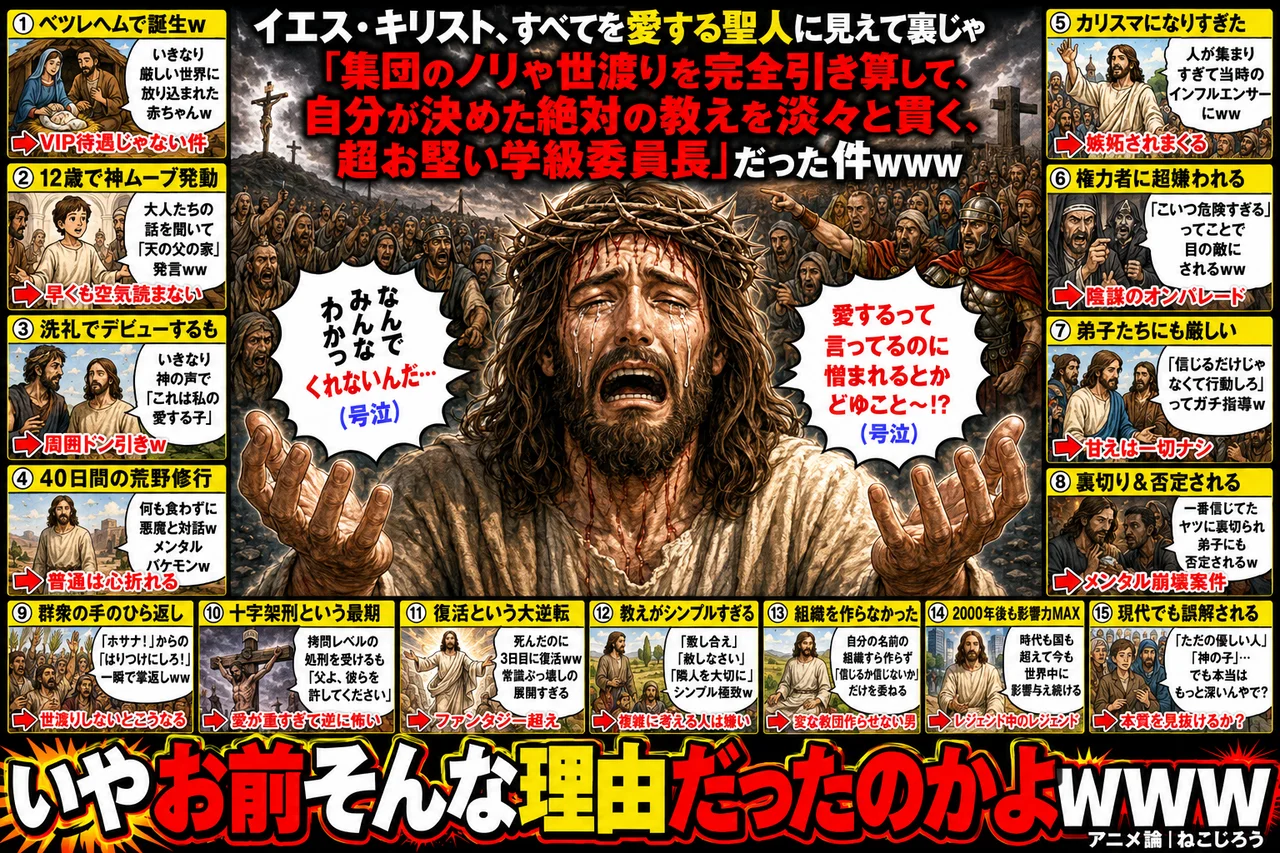 イエス・キリスト、すべてを愛する聖人に見えて裏じゃ
「集団のノリや世渡りを完全引き算して、
自分が決めた絶対の教えを淡々と貫く、
超お堅い学級委員長」だった件www
① ベツレヘムで誕生w
いきなり
厳しい世界に
放り込まれた
赤ちゃんw
➡VIP待遇じゃない件
② 12歳で神ムーブ発動
大人たちの
話を聞いて
「天の父の家」
発言ww
➡早くも空気読まない
③ 洗礼でデビューするも
いきなり
神の声で
「これは私の
愛する子」
➡周囲ドン引きw
④ 40日間の荒野修行
何も食わずに
悪魔と対話w
メンタル
バケモンw
➡普通は心折れる
なんで
みんな
わかっ
くれないんだ…
(号泣)
愛するって
言ってるのに
憎まれるとか
どゆこと〜!?
(号泣)
⑤ カリスマになりすぎた
人が集まり
すぎて当時の
インフルエンサー
にww
➡嫉妬されまくる
⑥ 権力者に超嫌われる
「こいつ危険すぎる」
ってことで
目の敵に
されるww
➡陰謀のオンパレード
⑦ 弟子たちにも厳しい
「信じるだけじゃ
なくて行動しろ」
ってガチ指導w
➡甘えは一切ナシ
⑧ 裏切り&否定される
一番信じてた
ヤツに裏切られ
弟子にも
否定されるw
➡メンタル崩壊案件
⑨ 群衆の手のひら返し
「ホサナ!」からの
「はりつけにしろ!」
一瞬で掌返しww
➡世渡りしないとこうなる
⑩ 十字架刑という最期
拷問レベルの
処刑を受けるも
「父よ、彼らを
許してください」
➡愛が重すぎて逆に怖い
⑪ 復活という大逆転
死んだのに
3日目に復活ww
常識ぶっ壊しの
展開すぎる
➡ファンタジー超え
⑫ 教えがシンプルすぎる
「赦し合え」
「赦しなさい」
「隣人を大切に」
シンプル極致w
➡複雑に考える人は嫌い
⑬ 組織を作らなかった
自分の名前の
組織すら作らず
「信じるか信じないか」
だけを委ねる
➡変な教団作らせない男
⑭ 2000年後も影響力MAX
時代も国も
超えて今も
世界中に
影響与え続ける
➡レジェンド中のレジェンド
⑮ 現代でも誤解される
「ただの優しい人」
「神の子」…
でも本当は
もっと深いんやで?
➡本質を見抜けるか?
いやお前そんな理由だったのかよwww
アニメ論|ねこじろう